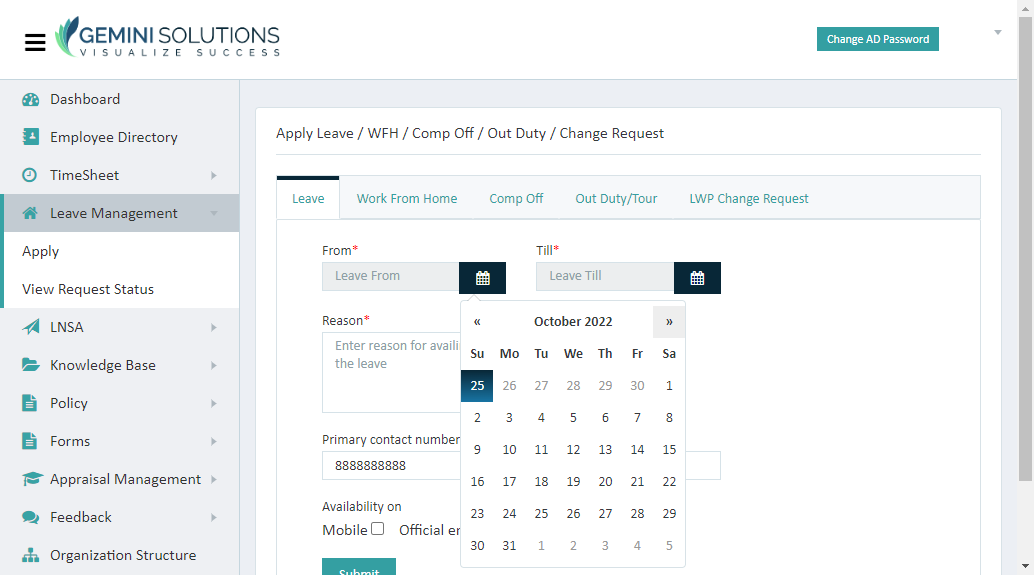 GEMINI SOLUTIONS
VISUALIZE SUCCESS
Change AD Password
Dashboard
Employee Directory
TimeSheet
Leave Management
Apply
View Request Status
LNSA
Knowledge Base
Policy
Forms
Appraisal Management
Feedback
Organization Structure
Apply Leave / WFH / Comp Off / Out Duty / Change Request
Leave Work From Home Comp Off Out Duty/Tour LWP Change Request
From* Till*
Leave From Leave Till
Reason*
Enter reason for
the leave
Primary contact number
8888888888
Availability on
Mobile Official
Submit
« October 2022 »
Su Mo Tu We Th Fr Sa
25 26 27 28 29 30 1
2 3 4 5 6 7 8
9 10 11 12 13 14 15
16 17 18 19 20 21 22
23 24 25 26 27 28 29
30 31 1 2 3 4 5